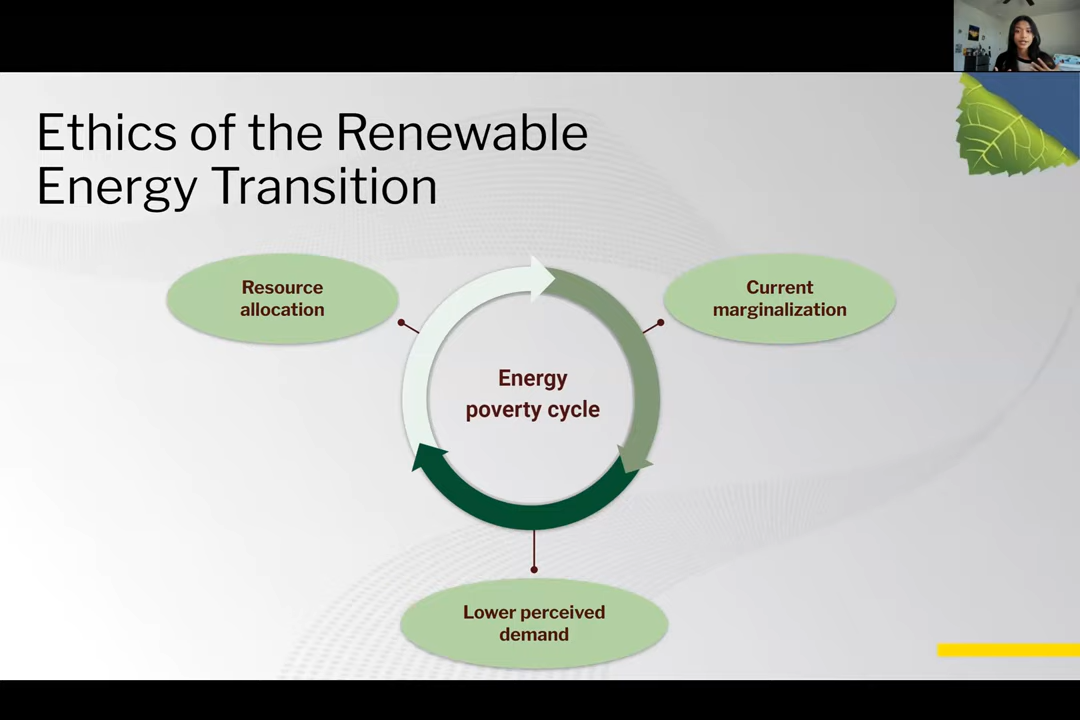 Ethics of the Renewable
Energy Transition
Resource
allocation
Current
marginalization
Energy
poverty cycle
Lower perceived
demand